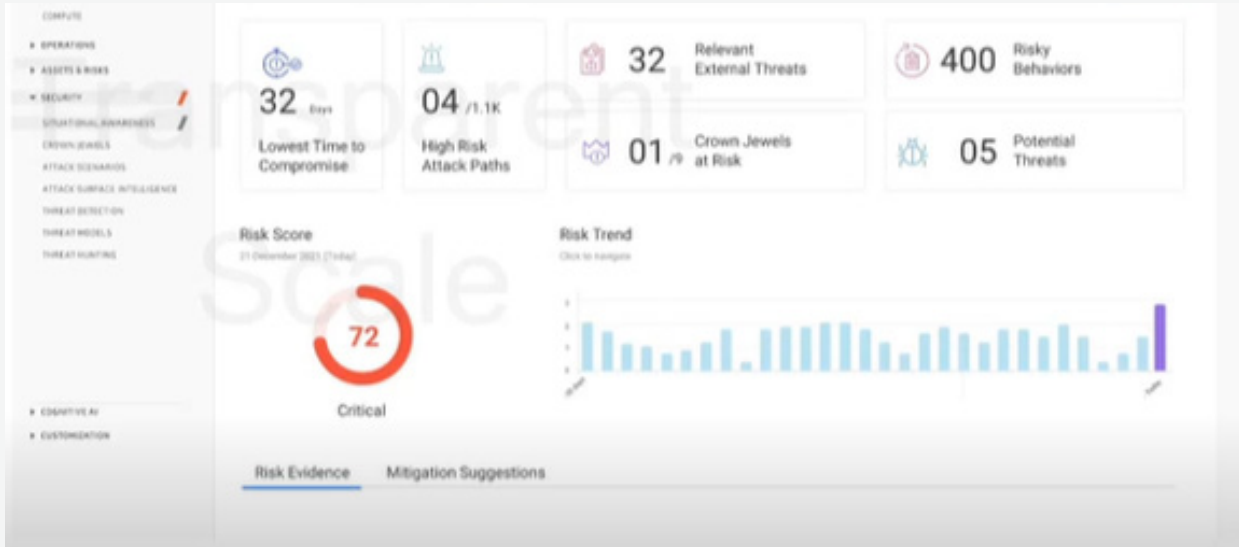 COMPUTE
OPERATIONS
ASSETS & RISKS
SECURITY
SITUATIONAL AWARENESS
CROWN JEWELS
ATTACK SCENARIOS
ATTACK SURFACE INTELLIGENCE
THREAT DETECTION
THREAT MODELS
THREAT HUNTING
COGNITIVE AI
CUSTOMIZATION
32 Days
Lowest Time to
Compromise
04 /1.1K
High Risk
Attack Paths
32 Relevant
External Threats
400 Risky
Behaviors
01 /9 Crown Jewels
at Risk
05 Potential
Threats
Transparent
Scale
Risk Score
21 December 2021 (Today)
72
Critical
Risk Trend
Click to navigate
Today
Risk Evidence
Mitigation Suggestions